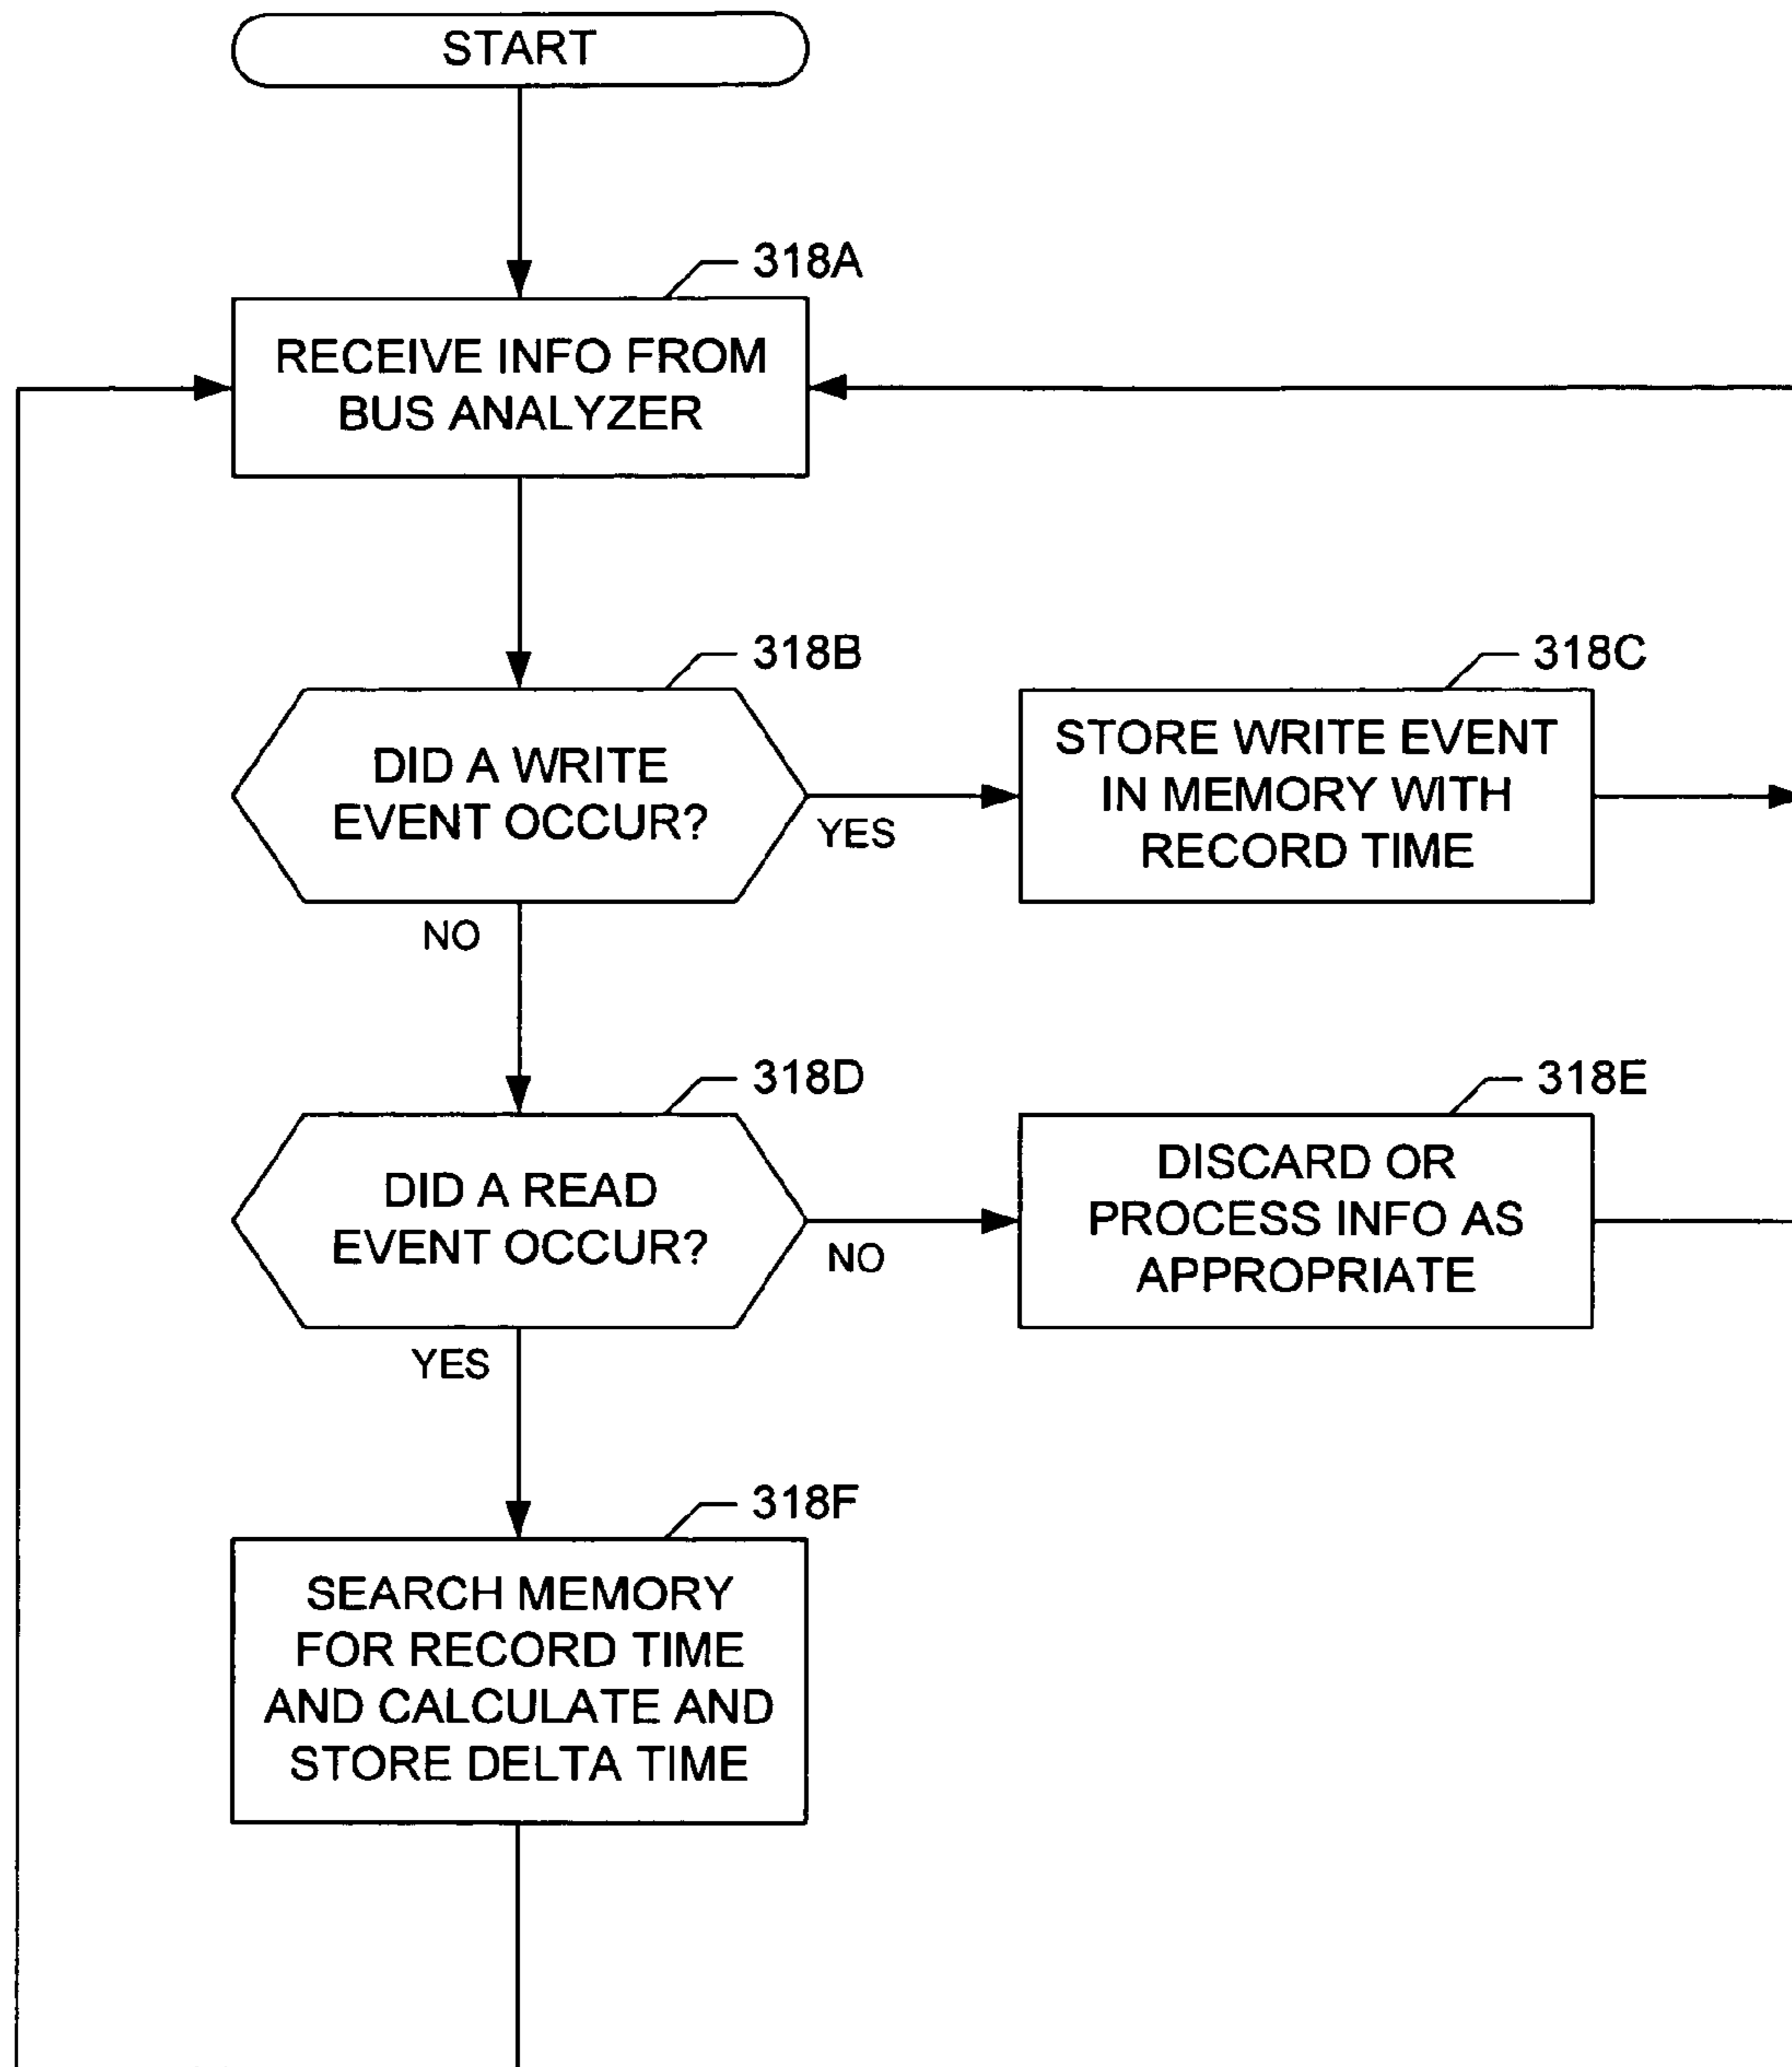 START
318A
RECEIVE INFO FROM
BUS ANALYZER
318B
DID A WRITE
EVENT OCCUR?
YES
NO
318C
STORE WRITE EVENT
IN MEMORY WITH
RECORD TIME
318D
DID A READ
EVENT OCCUR?
NO
YES
318E
DISCARD OR
PROCESS INFO AS
APPROPRIATE
318F
SEARCH MEMORY
FOR RECORD TIME
AND CALCULATE AND
STORE DELTA TIME